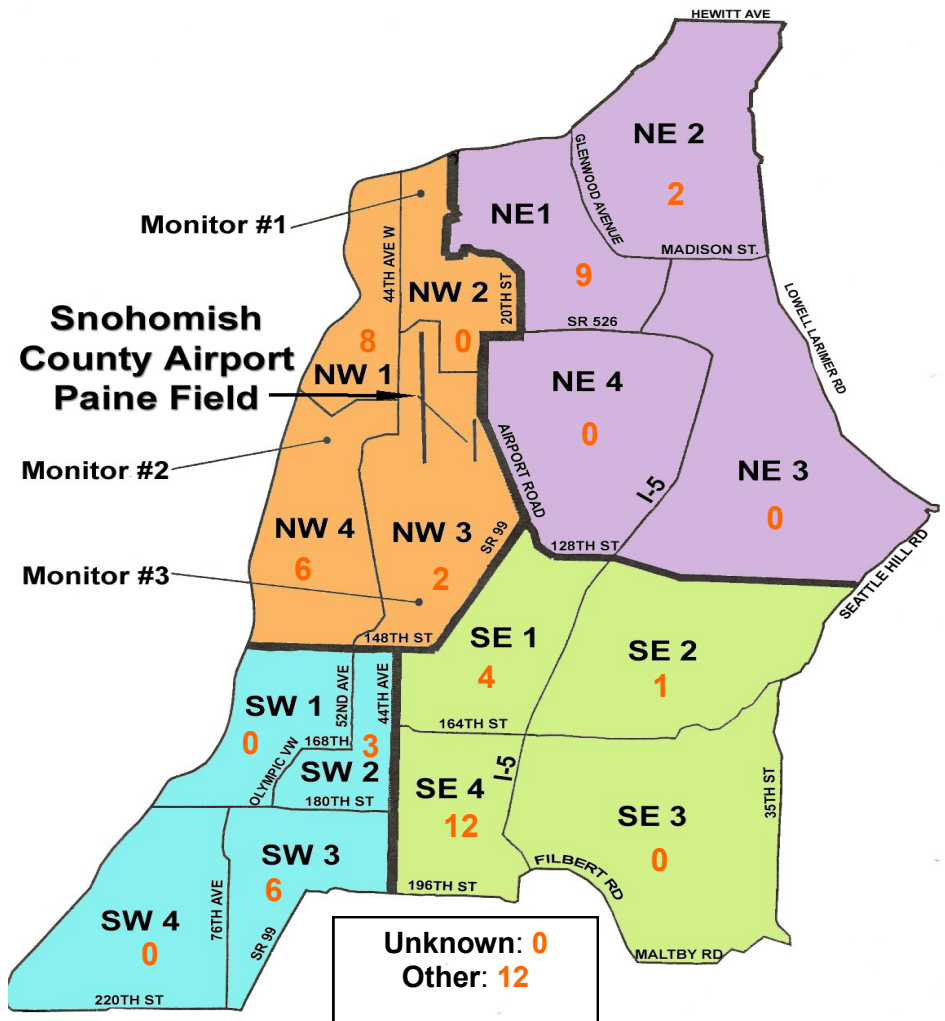 HEWITT AVE
NE 2
GLENWOOD AVENUE
2
Monitor #1
NE1
MADISON ST.
44TH AVE W
9
NW 2
20TH ST
LOWELL LARIMER RD
Snohomish
County Airport
Paine Field
8
0
SR 526
NW 1
NE 4
0
AIRPORT ROAD
Monitor #2
I-5
NE 3
0
NW 4
NW 3
SR 99
128TH ST
6
2
Monitor #3
SEATTLE HILL RD
148TH ST
SE 1
4
SE 2
1
SW 1
0
52ND AVE
44TH AVE
164TH ST
168TH
3
OLYMPIC VW
SW 2
180TH ST
I-5
SE 4
12
SE 3
0
35TH ST
SW 3
6
196TH ST
FILBERT RD
76TH AVE
SR 99
SW 4
0
MALTBY RD
220TH ST
Unknown: 0
Other: 12